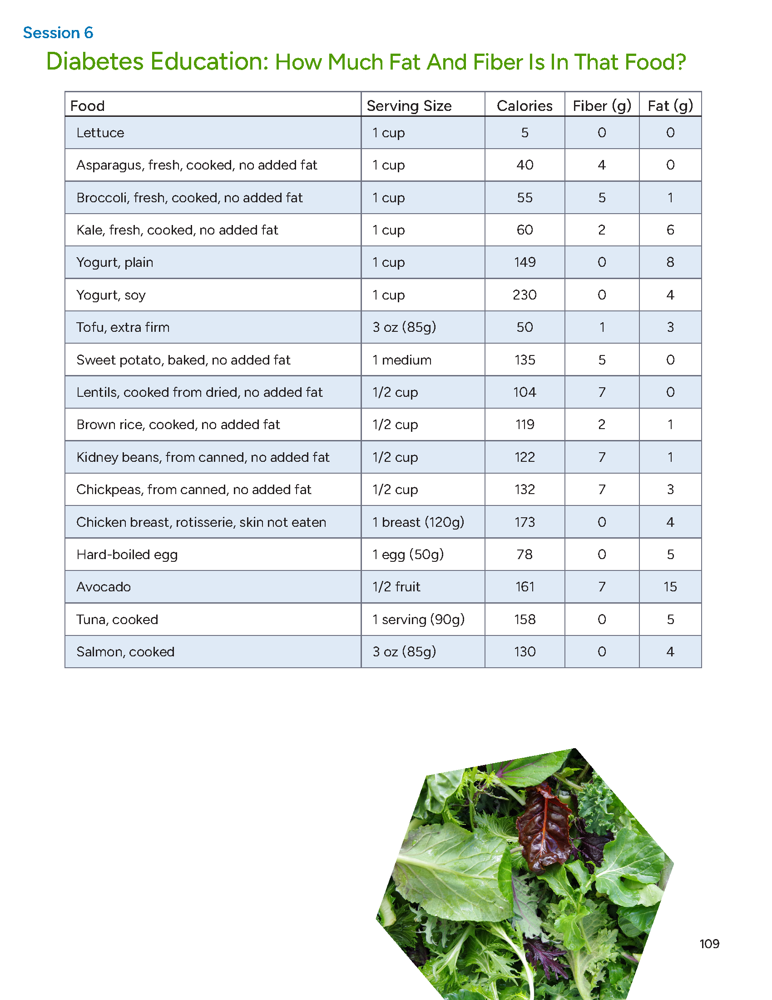 Session 6
Diabetes Education: How Much Fat And Fiber Is In That Food?
Food Serving Size Calories Fiber (g) Fat (g)
Lettuce 1 cup 5 0 0
Asparagus, fresh, cooked, no added fat 1 cup 40 4 0
Broccoli, fresh, cooked, no added fat 1 cup 55 5 1
Kale, fresh, cooked, no added fat 1 cup 60 2 6
Yogurt, plain 1 cup 149 0 8
Yogurt, soy 1 cup 230 0 4
Tofu, extra firm 3 oz (85g) 50 1 3
Sweet potato, baked, no added fat 1 medium 135 5 0
Lentils, cooked from dried, no added fat 1/2 cup 104 7 0
Brown rice, cooked, no added fat 1/2 cup 119 2 1
Kidney beans, from canned, no added fat 1/2 cup 122 7 1
Chickpeas, from canned, no added fat 1/2 cup 132 7 3
Chicken breast, rotisserie, skin not eaten 1 breast (120g) 173 0 4
Hard-boiled egg 1 egg (50g) 78 0 5
Avocado 1/2 fruit 161 7 15
Tuna, cooked 1 serving (90g) 158 0 5
Salmon, cooked 3 oz (85g) 130 0 4
109